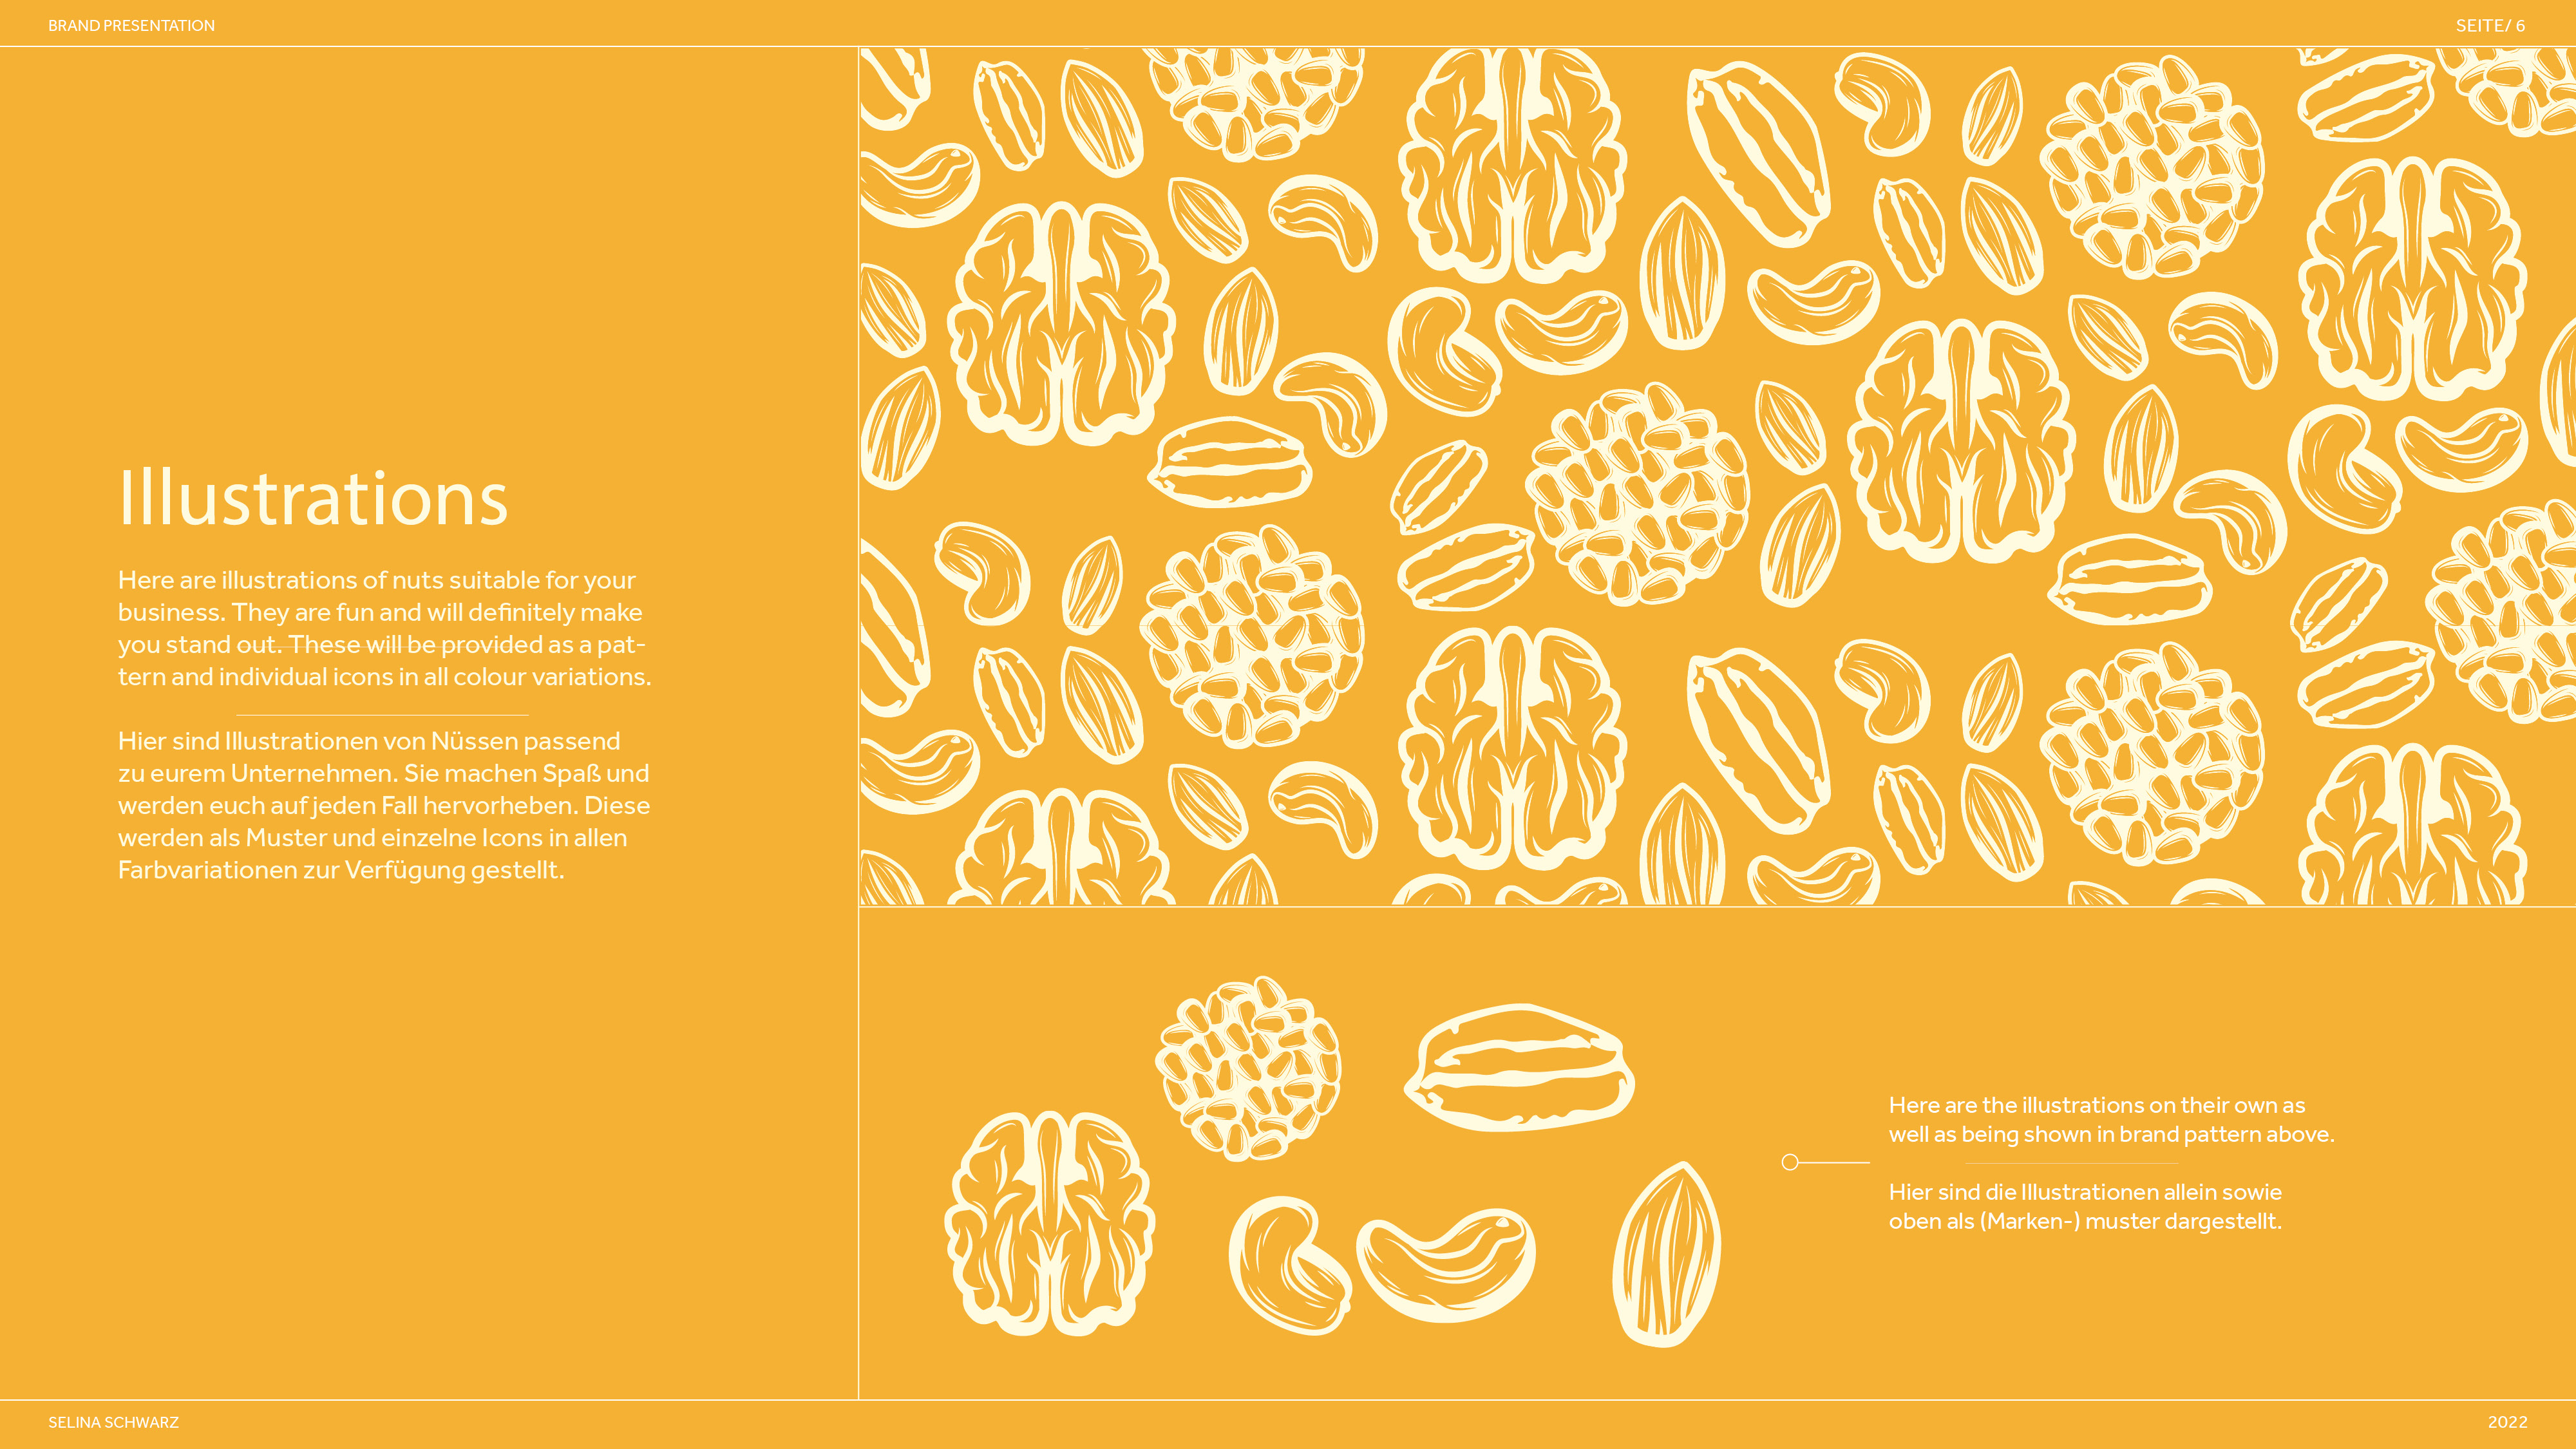 BRAND PRESENTATION
SEITE/ 6
Illustrations
Here are illustrations of nuts suitable for your
business. They are fun and will definitely make
you stand out. These will be provided as a pat-
tern and individual icons in all colour variations.
Hier sind Illustrationen von Nüssen passend
zu eurem Unternehmen. Sie machen Spaß und
werden euch auf jeden Fall hervorheben. Diese
werden als Muster und einzelne Icons in allen
Farbvariationen zur Verfügung gestellt.
Here are the illustrations on their own as
well as being shown in brand pattern above.
Hier sind die Illustrationen allein sowie
oben als (Marken-) muster dargestellt.
SELINA SCHWARZ
2022